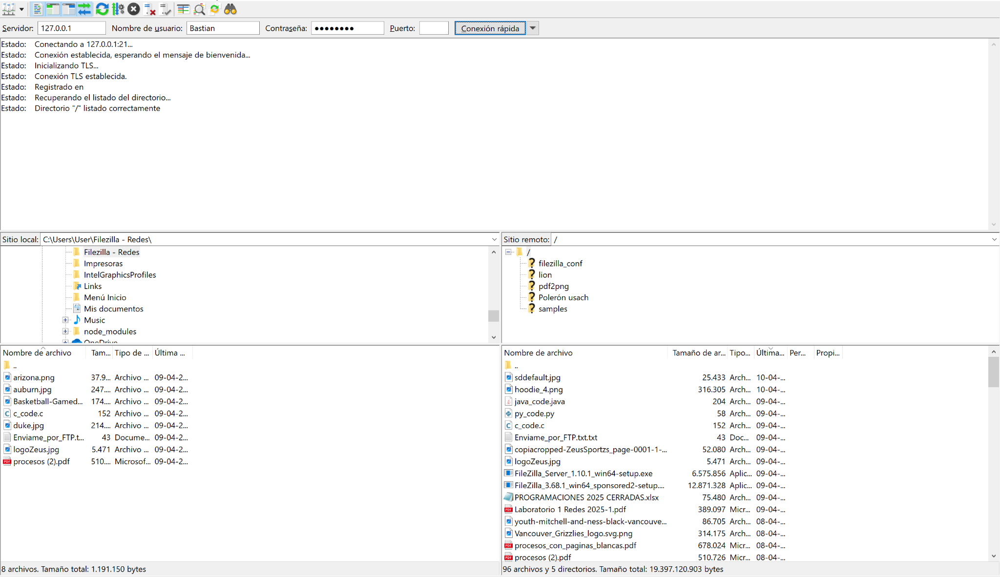 Servidor: 127.0.0.1 Nombre de usuario: Bastian Contraseña: ●●●●●●●● Puerto: Conexión rápida
Estado: Conectando a 127.0.0.1:21...
Estado: Conexión establecida, esperando el mensaje de bienvenida...
Estado: Inicializando TLS...
Estado: Conexión TLS establecida.
Estado: Registrado en
Estado: Recuperando el listado del directorio...
Estado: Directorio "/" listado correctamente
Sitio local: C:\Users\User\Filezilla - Redes\
Filezilla - Redes
Impresoras
IntelGraphicsProfiles
Links
Menú Inicio
Mis documentos
Music
node_modules
OneDrive
Nombre de archivo Tam... Tipo de ... Última ...
..
arizona.png 37.9... Archivo ... 09-04-2...
auburn.jpg 247.... Archivo ... 09-04-2...
Basketball-Gamed... 174.... Archivo ... 09-04-2...
c_code.c 152 Archivo ... 09-04-2...
duke.jpg 214.... Archivo ... 09-04-2...
Enviame_por_FTP.t... 43 Docume... 09-04-2...
logoZeus.jpg 5.471 Archivo ... 09-04-2...
procesos (2).pdf 510.... Microsof... 09-04-2...
8 archivos. Tamaño total: 1.191.150 bytes
Sitio remoto: /
/
filezilla_conf
lion
pdf2png
Polerón usach
samples
Nombre de archivo Tamaño de ar... Tipo... Última... Per... Propi...
..
sddefault.jpg 25.433 Arch... 10-04-...
hoodie_4.png 316.305 Arch... 10-04-...
java_code.java 204 Arch... 09-04-...
py_code.py 58 Arch... 09-04-...
c_code.c 152 Arch... 09-04-...
Enviame_por_FTP.txt.txt 43 Doc... 09-04-...
copiacropped-ZeusSportzs_page-0001-1-... 52.080 Arch... 09-04-...
logoZeus.jpg 5.471 Arch... 09-04-...
FileZilla_Server_1.10.1_win64-setup.exe 6.575.856 Aplic... 09-04-...
FileZilla_3.68.1_win64_sponsored2-setup.... 12.871.328 Aplic... 09-04-...
PROGRAMACIONES 2025 CERRADAS.xlsx 75.480 Arch... 09-04-...
Laboratorio 1 Redes 2025-1.pdf 389.097 Micr... 09-04-...
youth-mitchell-and-ness-black-vancouve... 86.705 Arch... 08-04-...
Vancouver_Grizzlies_logo.svg.png 314.175 Arch... 08-04-...
procesos_con_paginas_blancas.pdf 678.024 Micr... 08-04-...
procesos (2).pdf 510.726 Micr... 08-04-...
96 archivos y 5 directorios. Tamaño total: 19.397.120.903 bytes